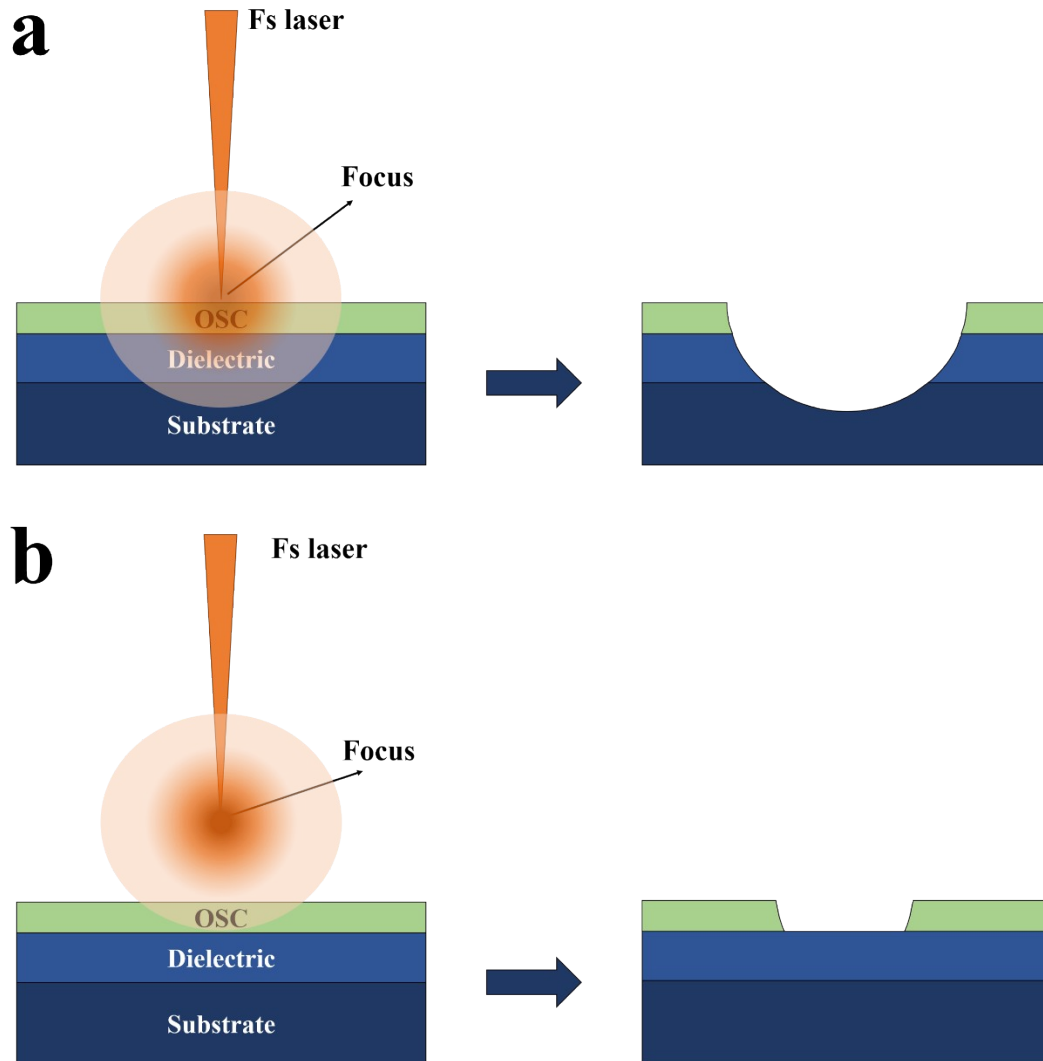 a
Fs laser
Focus
OSC
Dielectric
Substrate
b
Fs laser
Focus
OSC
Dielectric
Substrate